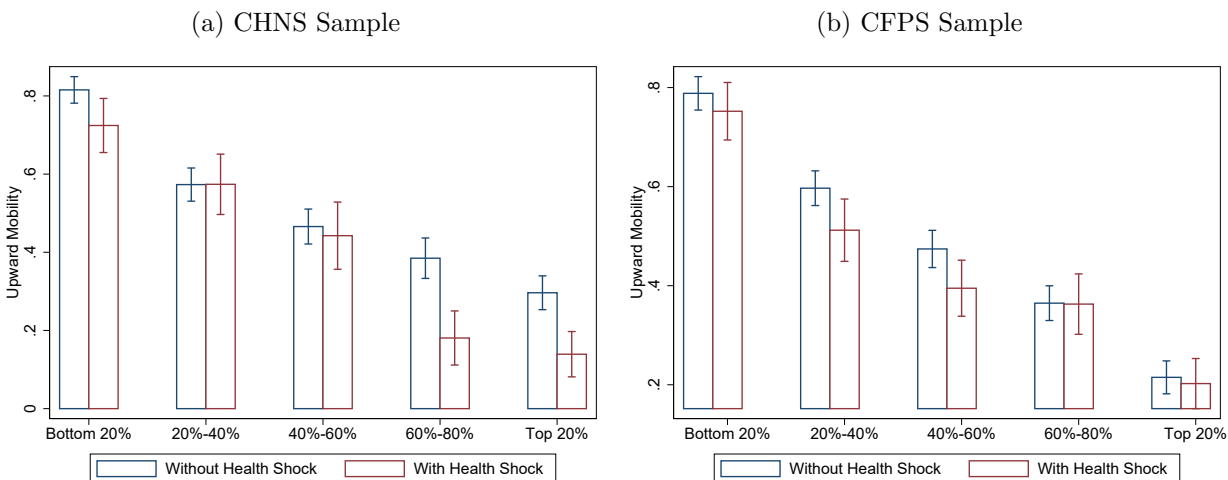 (a) CHNS Sample
Upward Mobility
.8
.6
.4
.2
0
Bottom 20%
20%-40%
40%-60%
60%-80%
Top 20%
Without Health Shock
With Health Shock
(b) CFPS Sample
Upward Mobility
.8
.6
.4
.2
Bottom 20%
20%-40%
40%-60%
60%-80%
Top 20%
Without Health Shock
With Health Shock